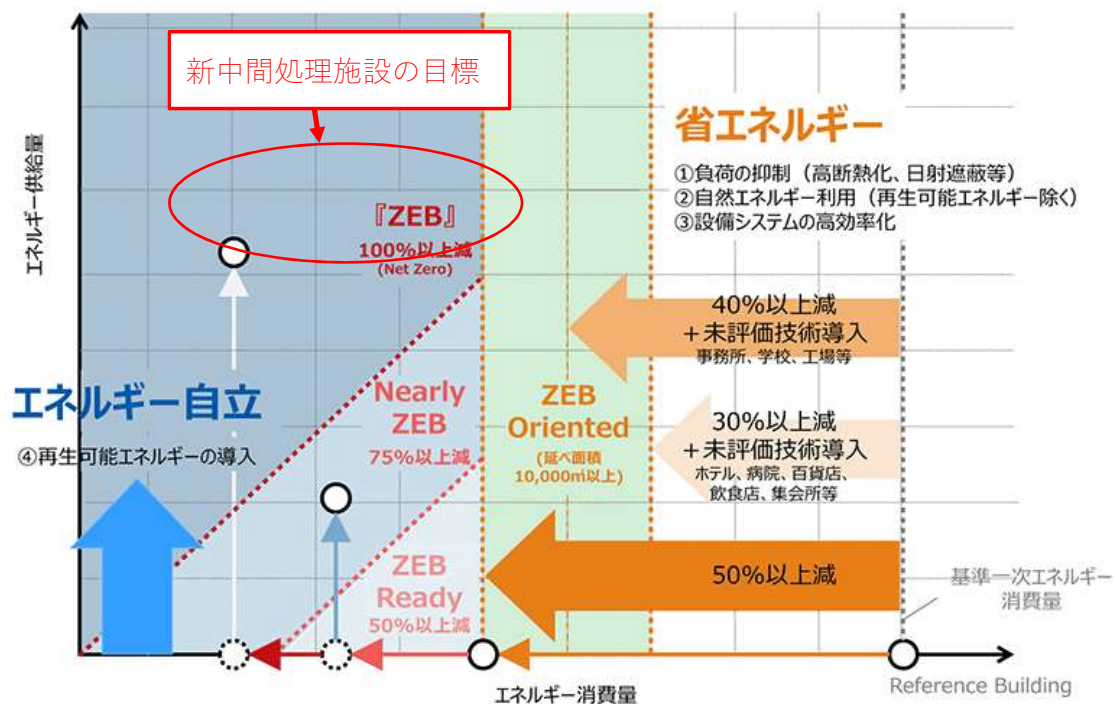 新中間処理施設の目標
エネルギー供給量
省エネルギー
①負荷の抑制（高断熱化、日射遮蔽等）
②自然エネルギー利用（再生可能エネルギー除く）
③設備システムの高効率化
『ZEB』
100%以上減
(Net Zero)
40%以上減
＋未評価技術導入
事務所、学校、工場等
エネルギー自立
④再生可能エネルギーの導入
Nearly
ZEB
75%以上減
ZEB
Oriented
(延べ面積
10,000㎡以上)
30%以上減
＋未評価技術導入
ホテル、病院、百貨店、
飲食店、集会所等
ZEB
Ready
50%以上減
50%以上減
基準一次エネルギー
消費量
エネルギー消費量
Reference Building